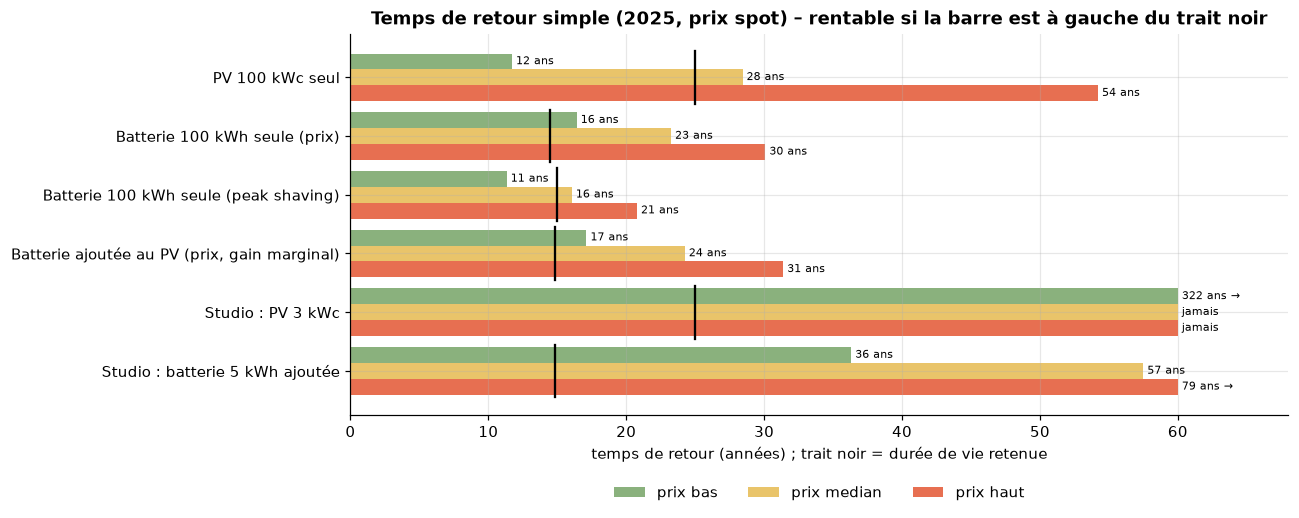 Temps de retour simple (2025, prix spot) – rentable si la barre est à gauche du trait noir
PV 100 kWc seul
12 ans
28 ans
54 ans
Batterie 100 kWh seule (prix)
16 ans
23 ans
30 ans
Batterie 100 kWh seule (peak shaving)
11 ans
16 ans
21 ans
Batterie ajoutée au PV (prix, gain marginal)
17 ans
24 ans
31 ans
Studio : PV 3 kWc
322 ans →
jamais
jamais
Studio : batterie 5 kWh ajoutée
36 ans
57 ans
79 ans →
0 10 20 30 40 50 60
temps de retour (années) ; trait noir = durée de vie retenue
prix bas prix median prix haut